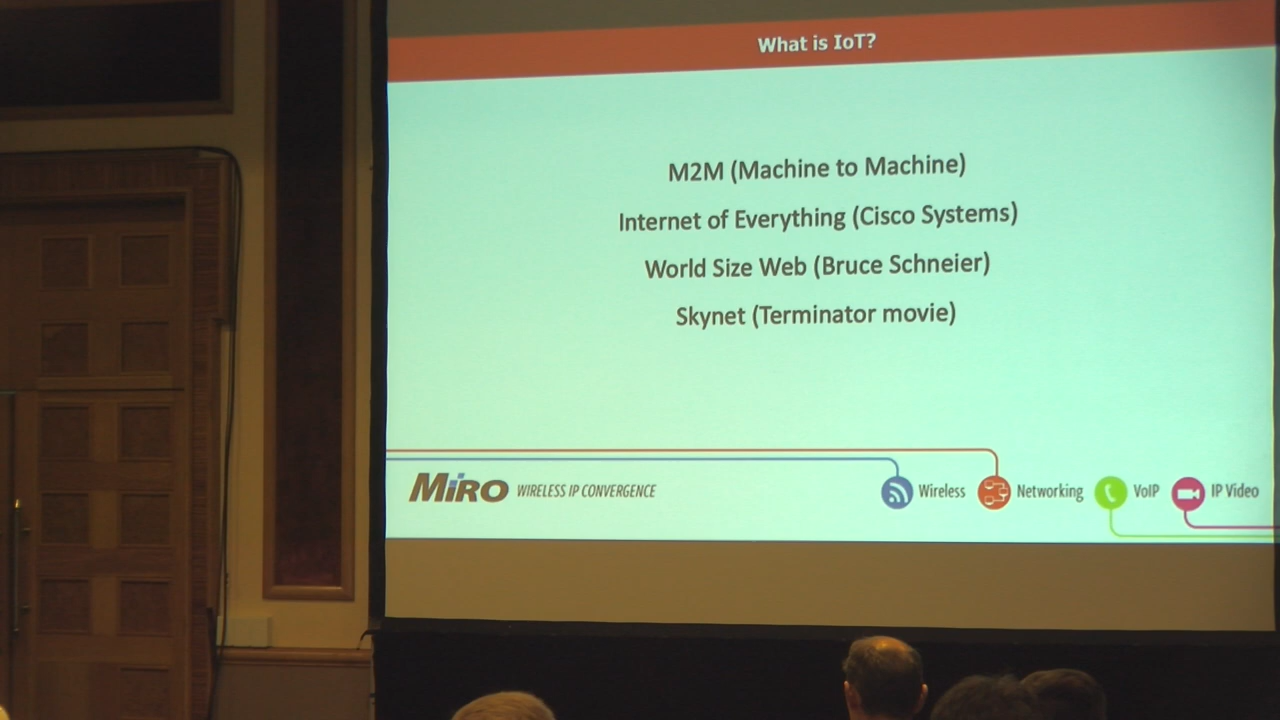 What is IoT?
M2M (Machine to Machine)
Internet of Everything (Cisco Systems)
World Size Web (Bruce Schneier)
Skynet (Terminator movie)
MiRO WIRELESS IP CONVERGENCE
Wireless Networking VoIP IP Video